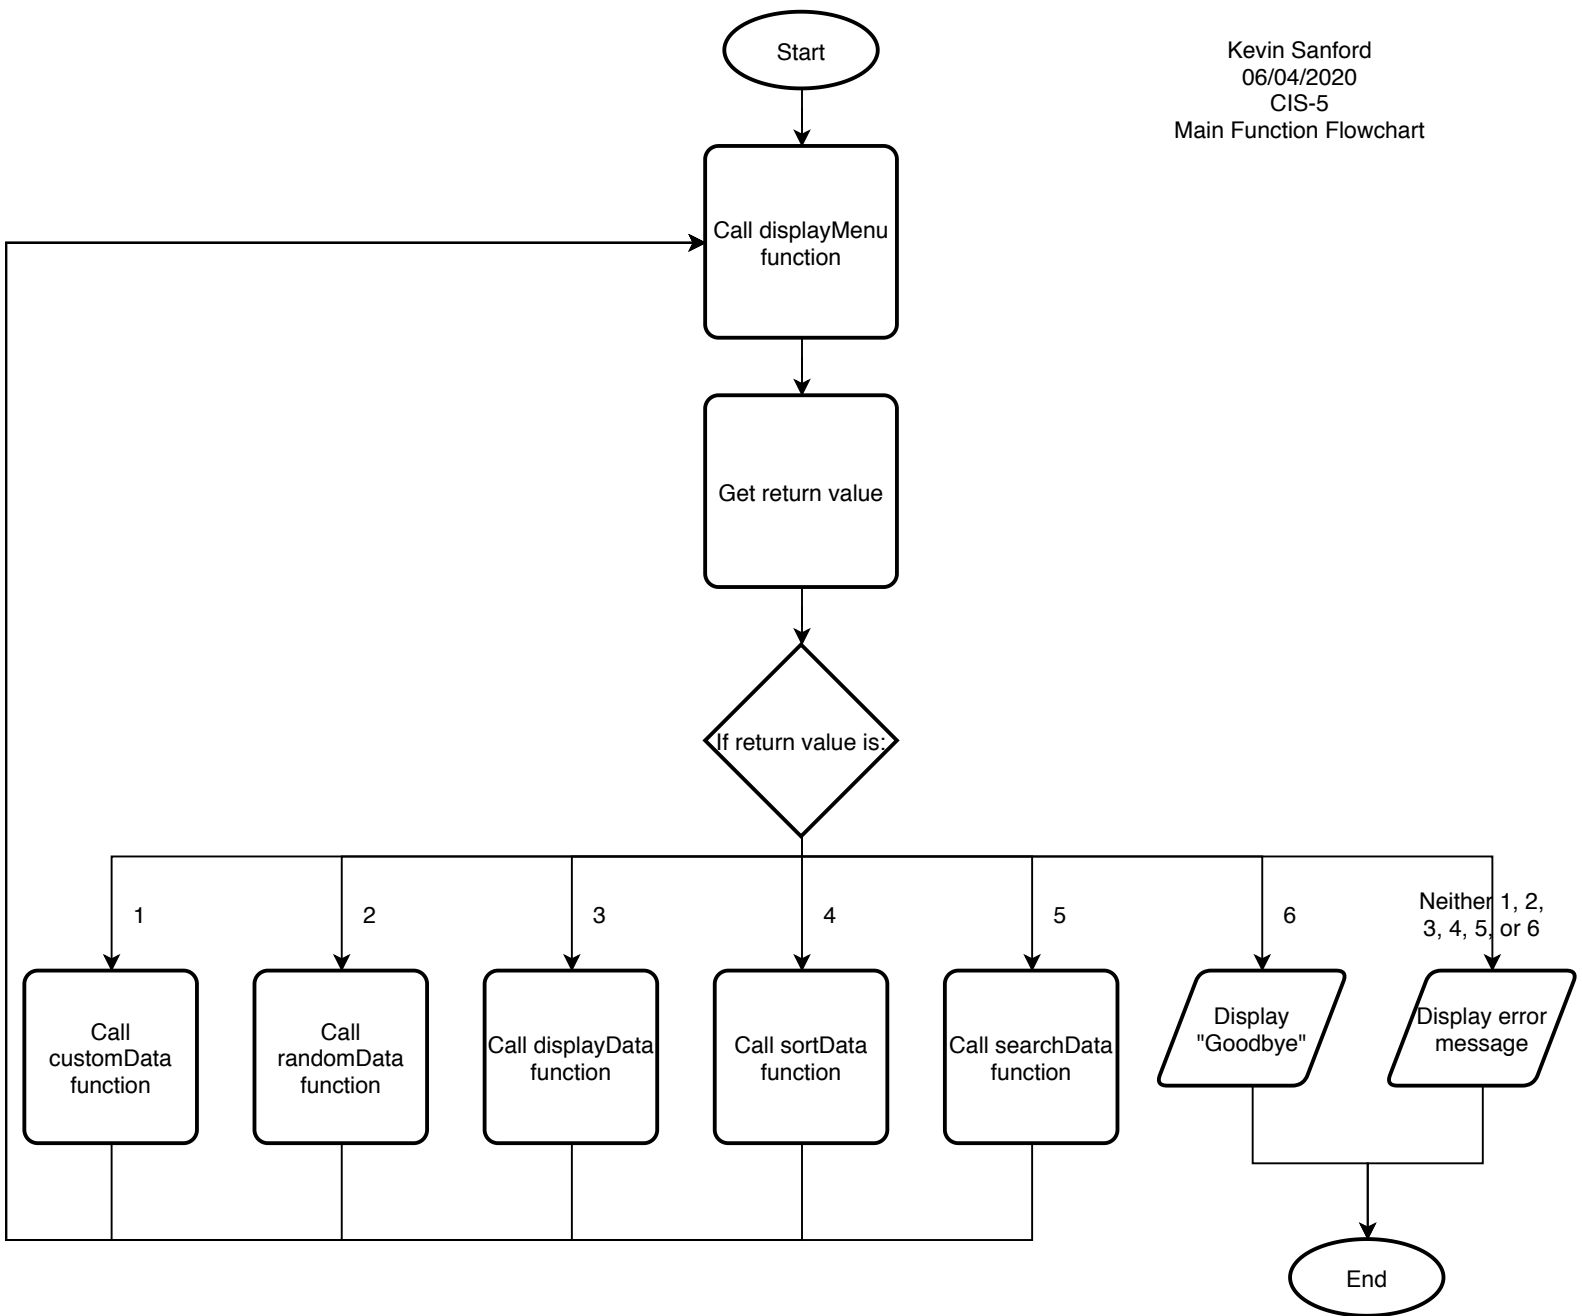 Start
Kevin Sanford
06/04/2020
CIS-5
Main Function Flowchart
Call displayMenu
function
Get return value
If return value is:
1
2
3
4
5
6
Neither 1, 2,
3, 4, 5, or 6
Call
customData
function
Call
randomData
function
Call displayData
function
Call sortData
function
Call searchData
function
Display
"Goodbye"
Display error
message
End